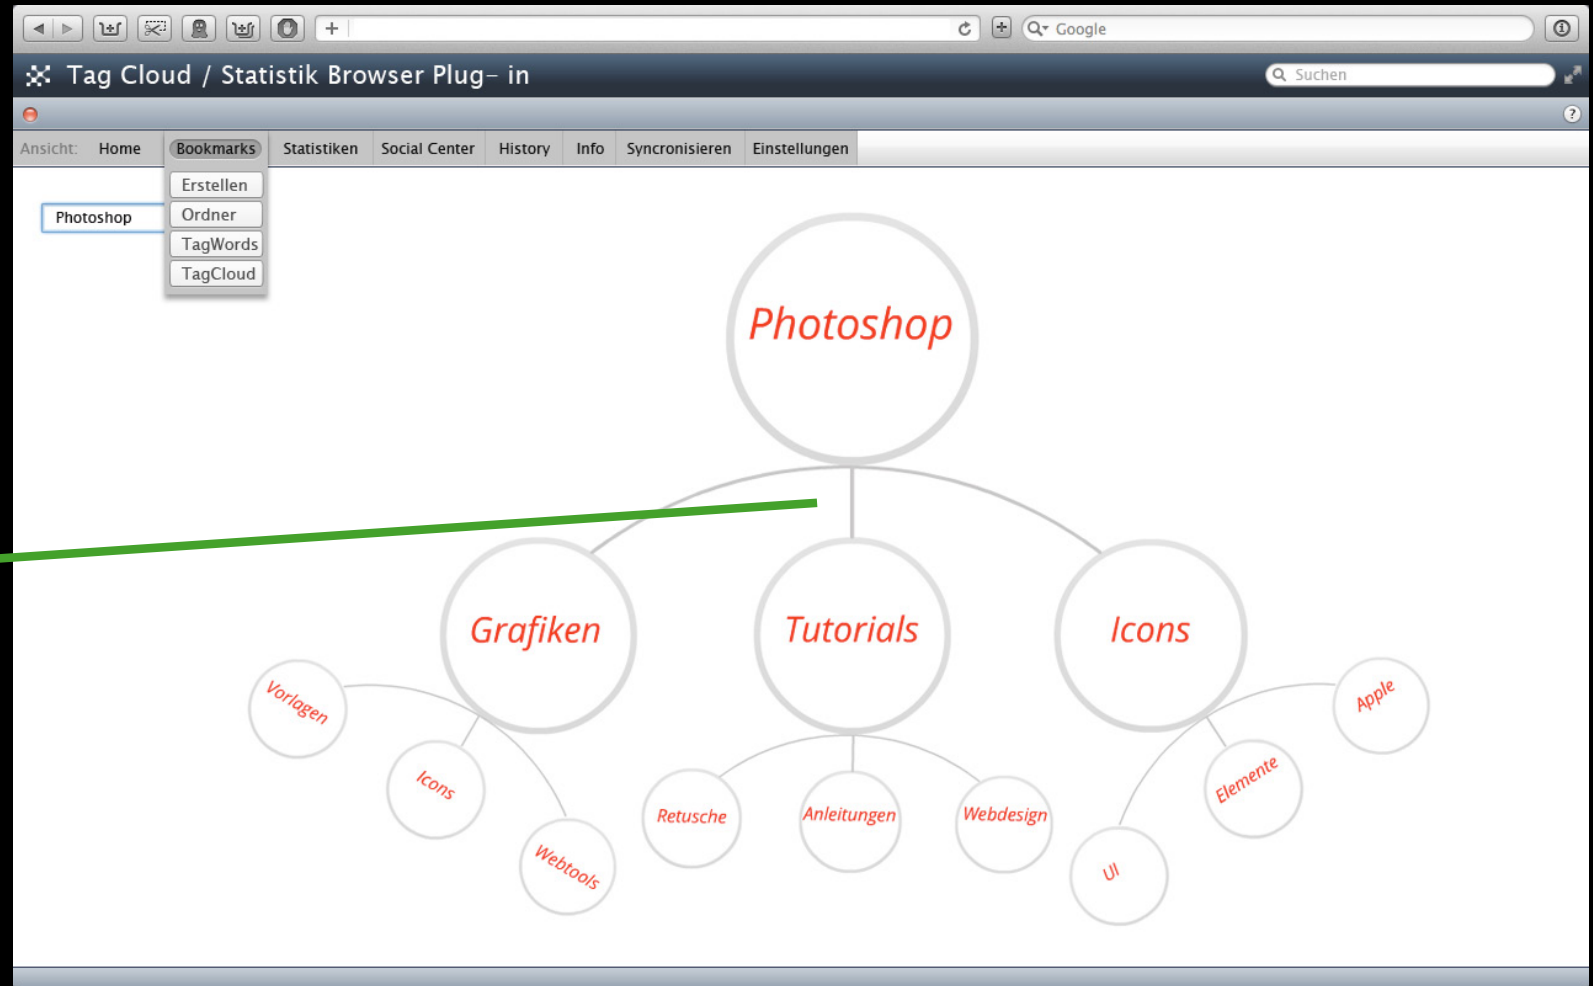 Google
Tag Cloud / Statistik Browser Plug- in
Suchen
?
Ansicht: Home Bookmarks Statistiken Social Center History Info Syncronisieren Einstellungen
Erstellen
Photoshop
Ordner
TagWords
TagCloud
Photoshop
Grafiken Tutorials Icons
Vorlagen
Icons
Webtools
Retusche
Anleitungen
Webdesign
UI
Elemente
Apple